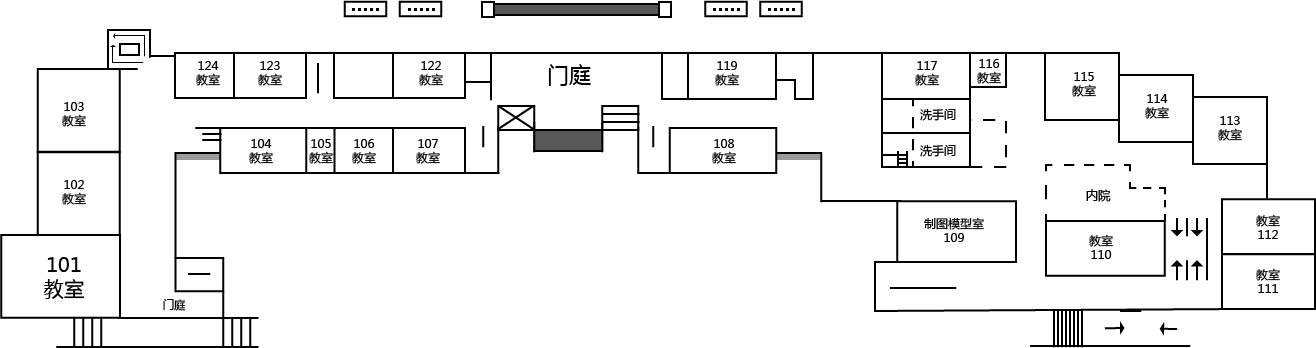 124
教室
123
教室
122
教室
门庭
119
教室
117
教室
116
教室
115
教室
114
教室
113
教室
103
教室
洗手间
洗手间
104
教室
105
教室
106
教室
107
教室
108
教室
102
教室
内院
制图模型室
109
教室
110
教室
112
101
教室
教室
111
门庭